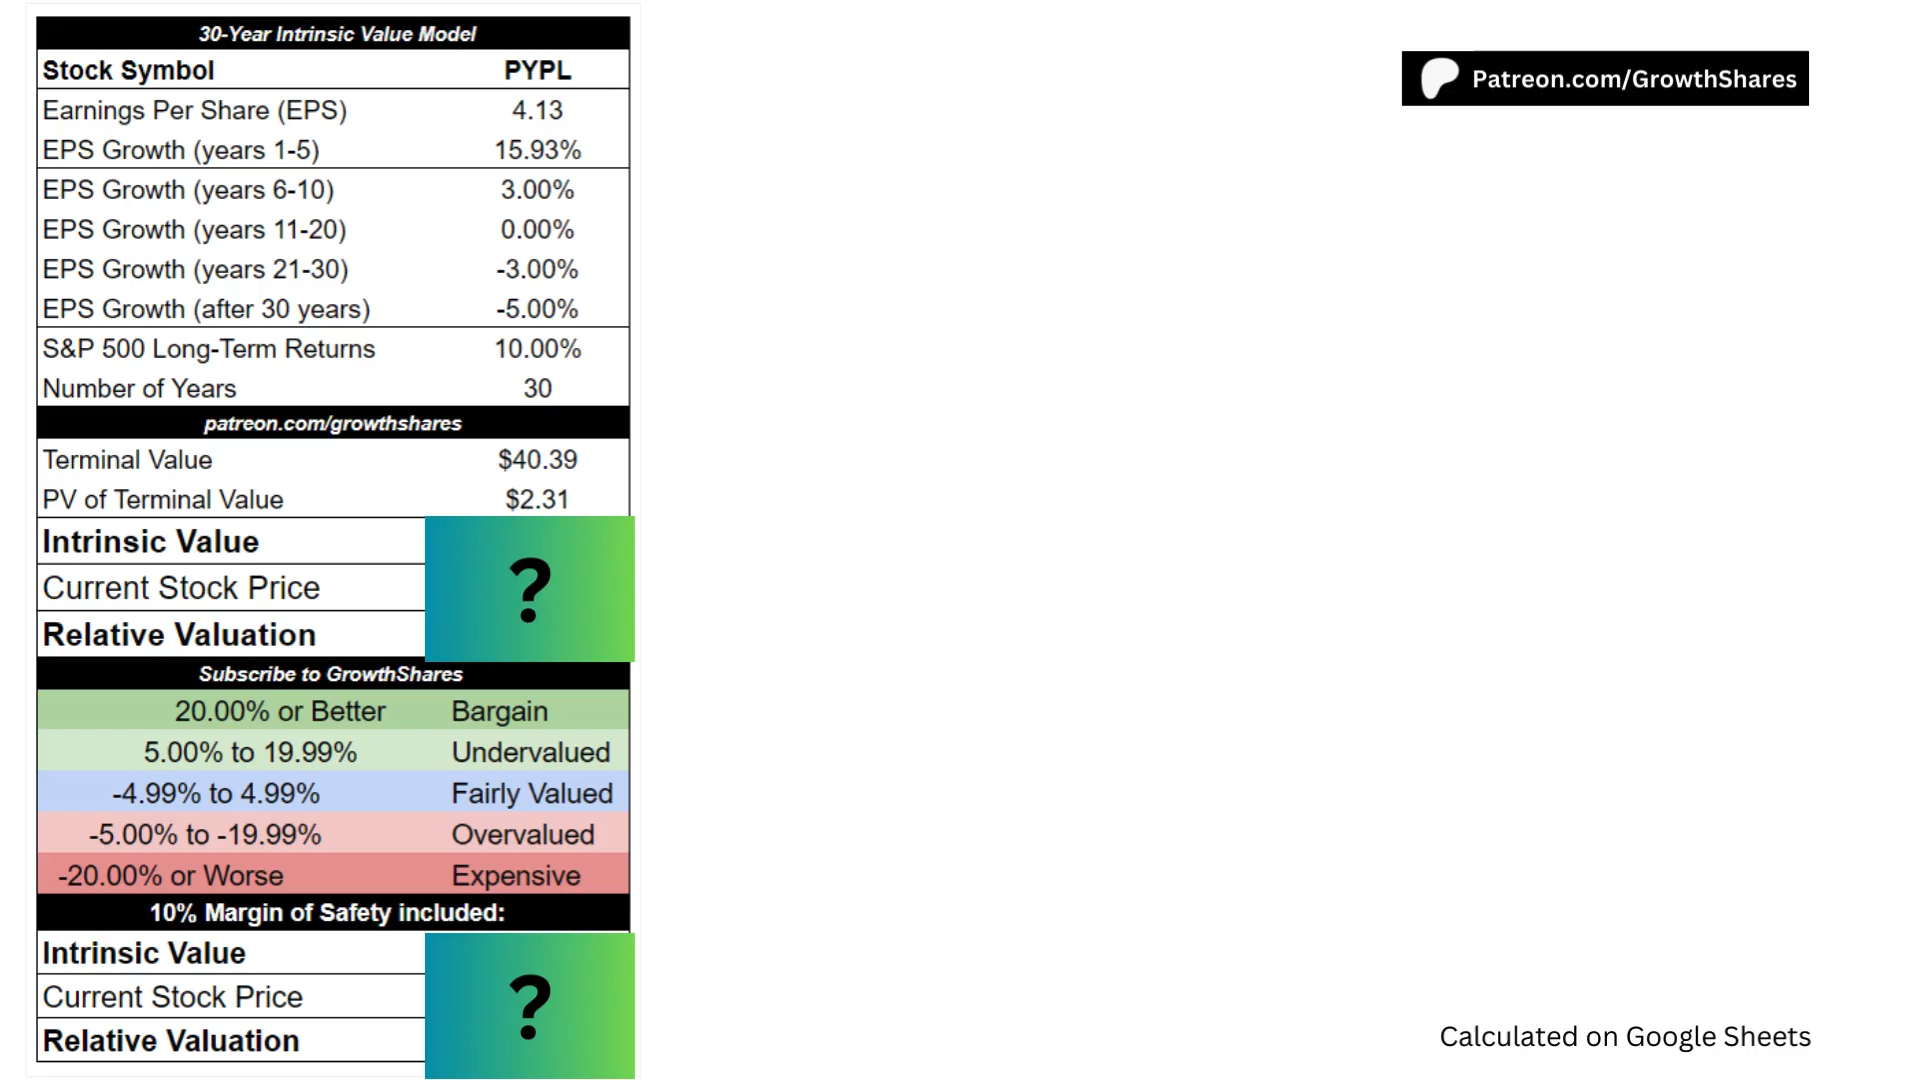 30-Year Intrinsic Value Model
Stock Symbol PYPL
Earnings Per Share (EPS) 4.13
EPS Growth (years 1-5) 15.93%
EPS Growth (years 6-10) 3.00%
EPS Growth (years 11-20) 0.00%
EPS Growth (years 21-30) -3.00%
EPS Growth (after 30 years) -5.00%
S&P 500 Long-Term Returns 10.00%
Number of Years 30
patreon.com/growthshares
Terminal Value $40.39
PV of Terminal Value $2.31
Intrinsic Value
Current Stock Price ?
Relative Valuation
Subscribe to GrowthShares
20.00% or Better Bargain
5.00% to 19.99% Undervalued
-4.99% to 4.99% Fairly Valued
-5.00% to -19.99% Overvalued
-20.00% or Worse Expensive
10% Margin of Safety included:
Intrinsic Value
Current Stock Price ?
Relative Valuation
Patreon.com/GrowthShares
Calculated on Google Sheets